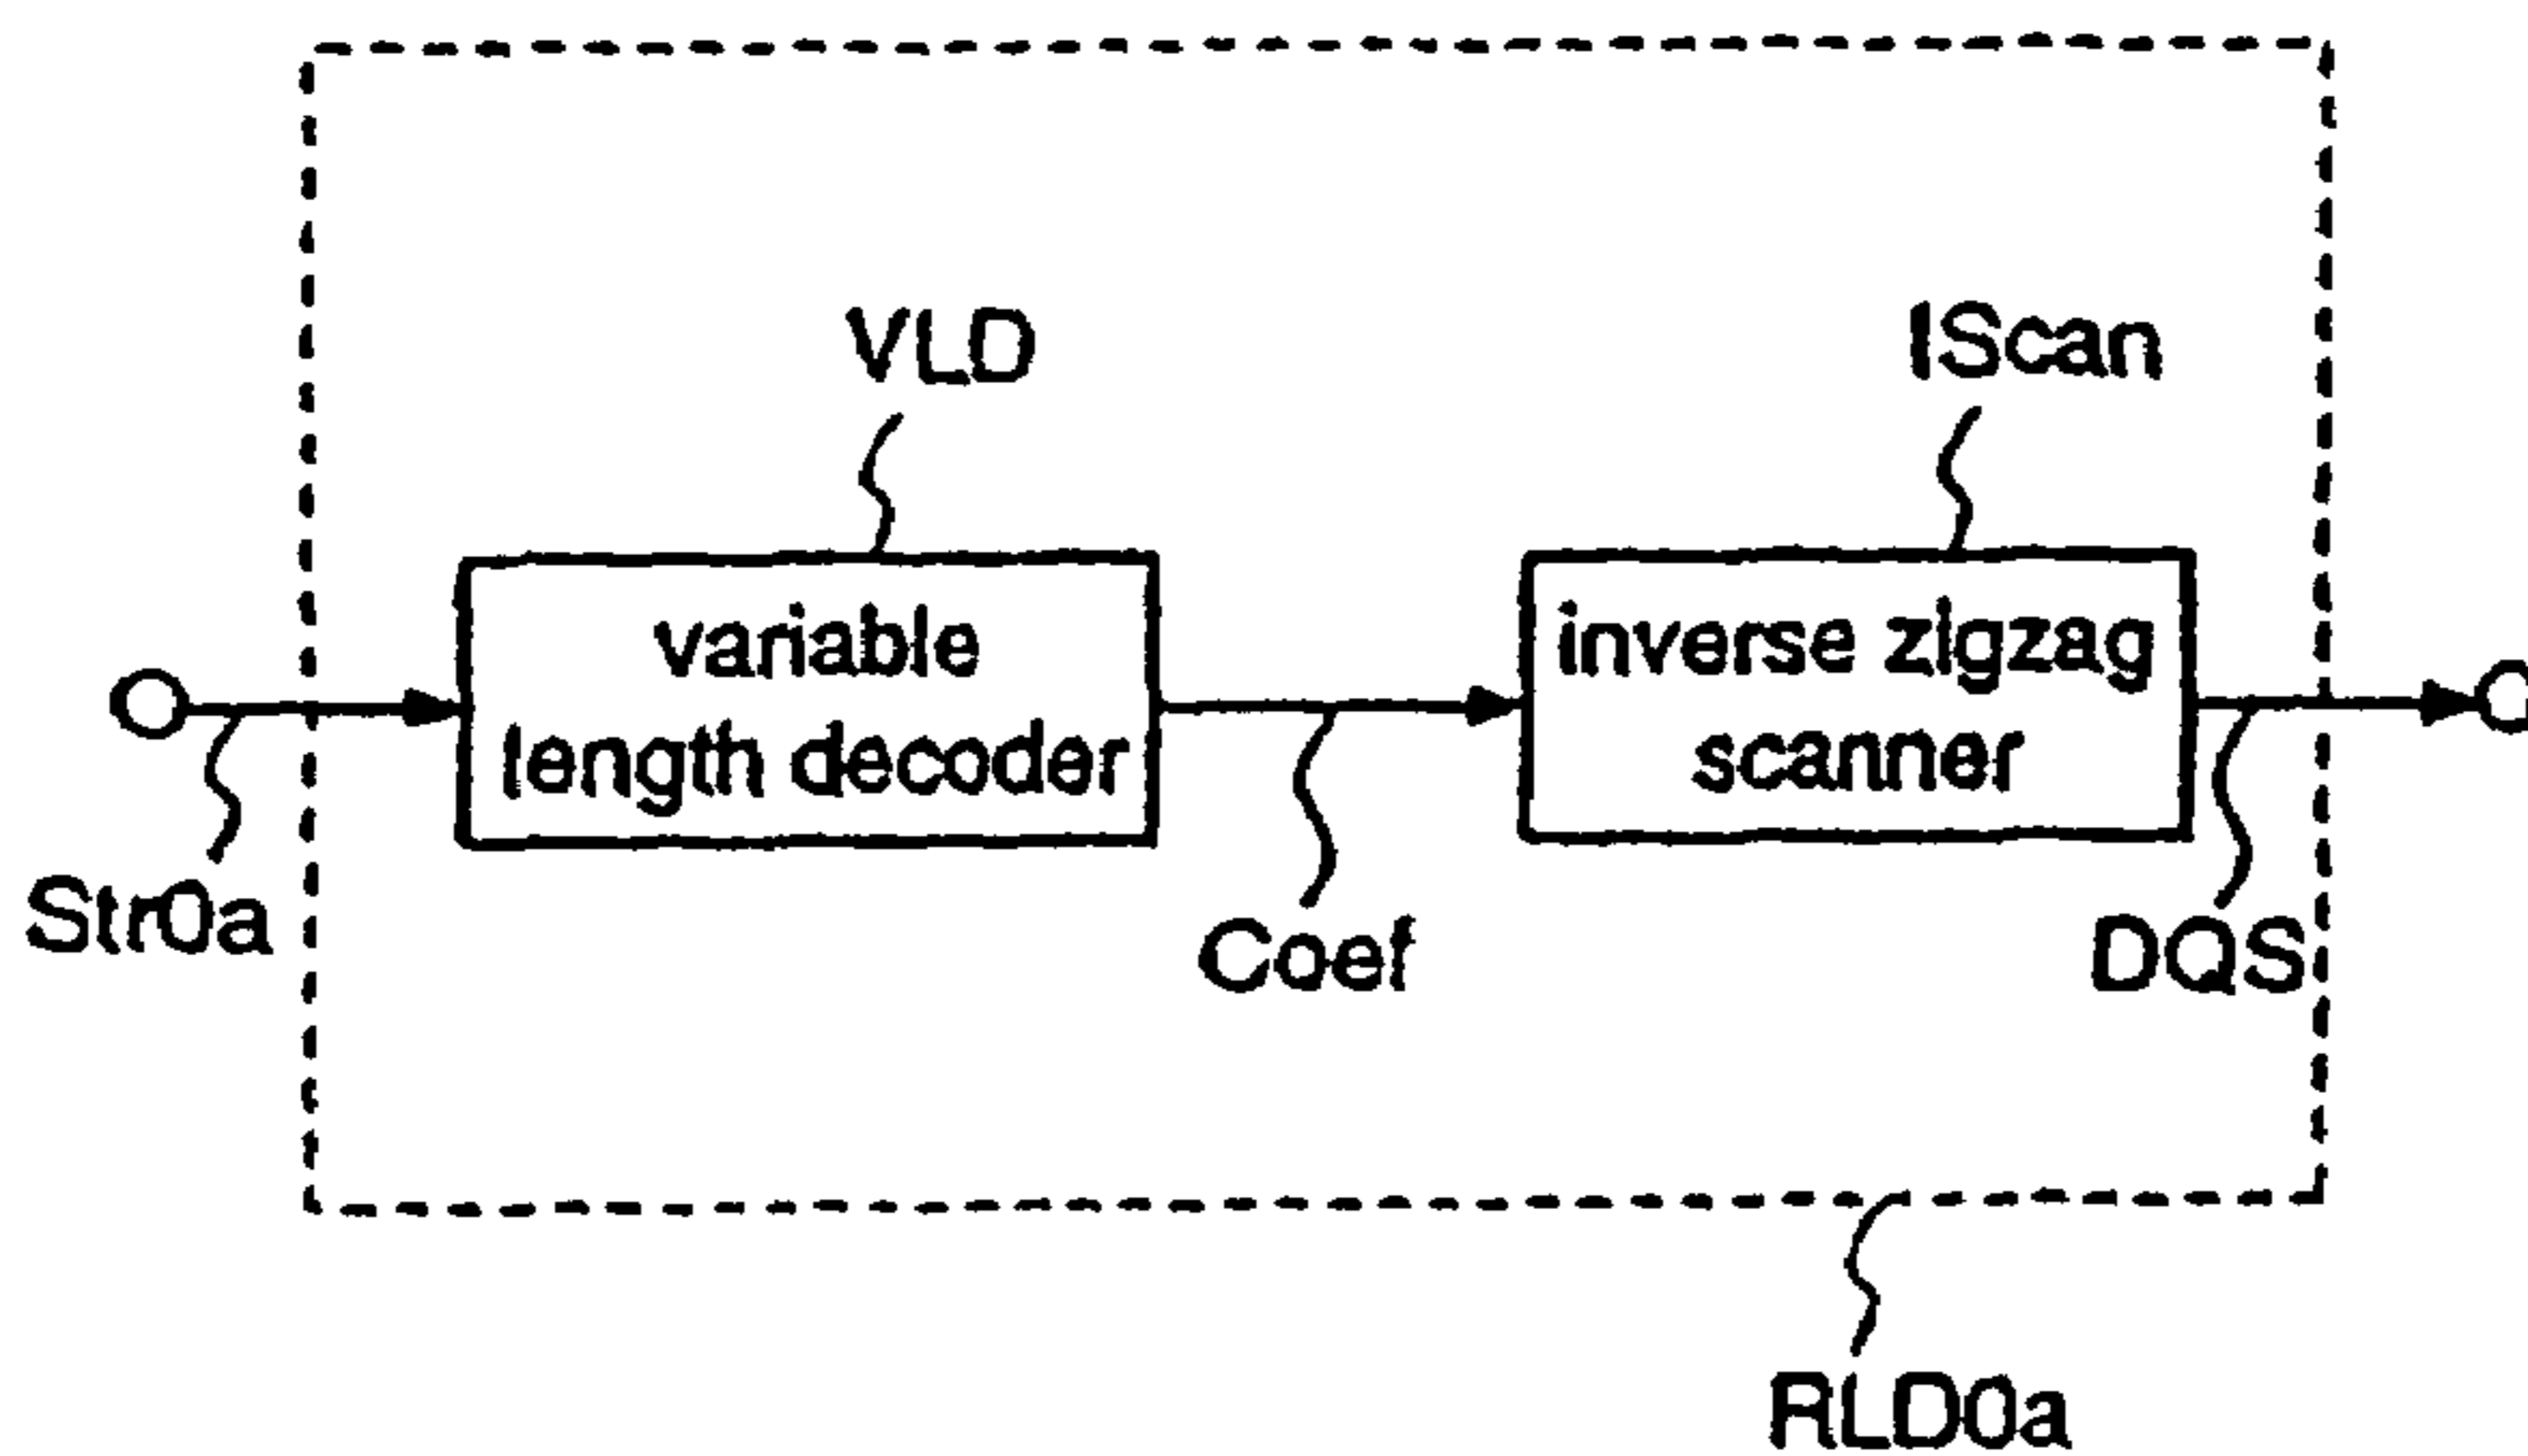 VLD
IScan
variable
length decoder
inverse zigzag
scanner
Str0a
Coef
DQS
RLD0a